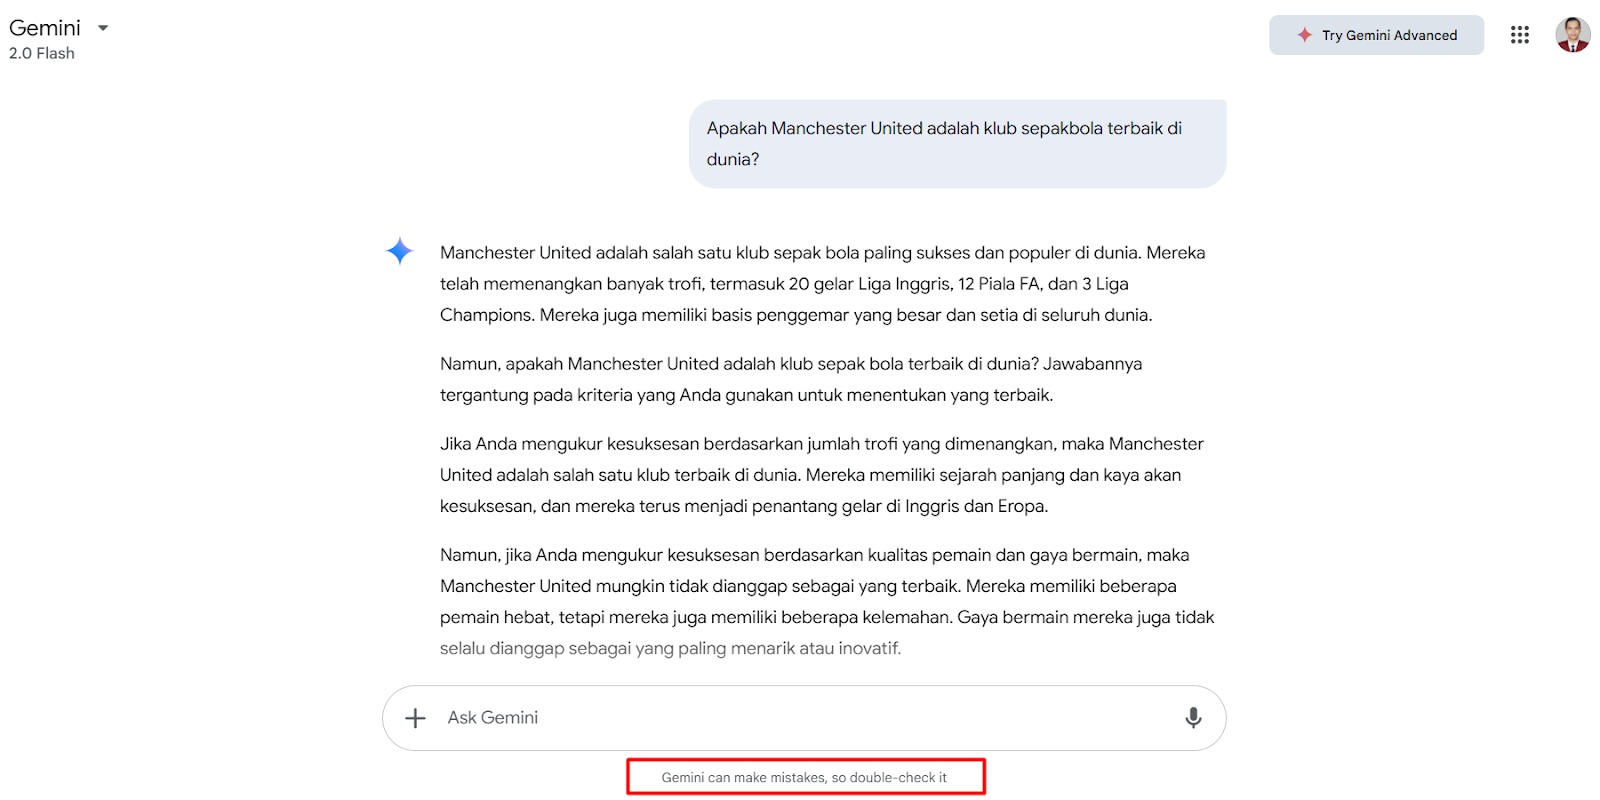 Gemini
2.0 Flash
Try Gemini Advanced
Apakah Manchester United adalah klub sepakbola terbaik di
dunia?
Manchester United adalah salah satu klub sepak bola paling sukses dan populer di dunia. Mereka
telah memenangkan banyak trofi, termasuk 20 gelar Liga Inggris, 12 Piala FA, dan 3 Liga
Champions. Mereka juga memiliki basis penggemar yang besar dan setia di seluruh dunia.
Namun, apakah Manchester United adalah klub sepak bola terbaik di dunia? Jawabannya
tergantung pada kriteria yang Anda gunakan untuk menentukan yang terbaik.
Jika Anda mengukur kesuksesan berdasarkan jumlah trofi yang dimenangkan, maka Manchester
United adalah salah satu klub terbaik di dunia. Mereka memiliki sejarah panjang dan kaya akan
kesuksesan, dan mereka terus menjadi penantang gelar di Inggris dan Eropa.
Namun, jika Anda mengukur kesuksesan berdasarkan kualitas pemain dan gaya bermain, maka
Manchester United mungkin tidak dianggap sebagai yang terbaik. Mereka memiliki beberapa
pemain hebat, tetapi mereka juga memiliki beberapa kelemahan. Gaya bermain mereka juga tidak
selalu dianggap sebagai yang paling menarik atau inovatif.
Ask Gemini
Gemini can make mistakes, so double-check it